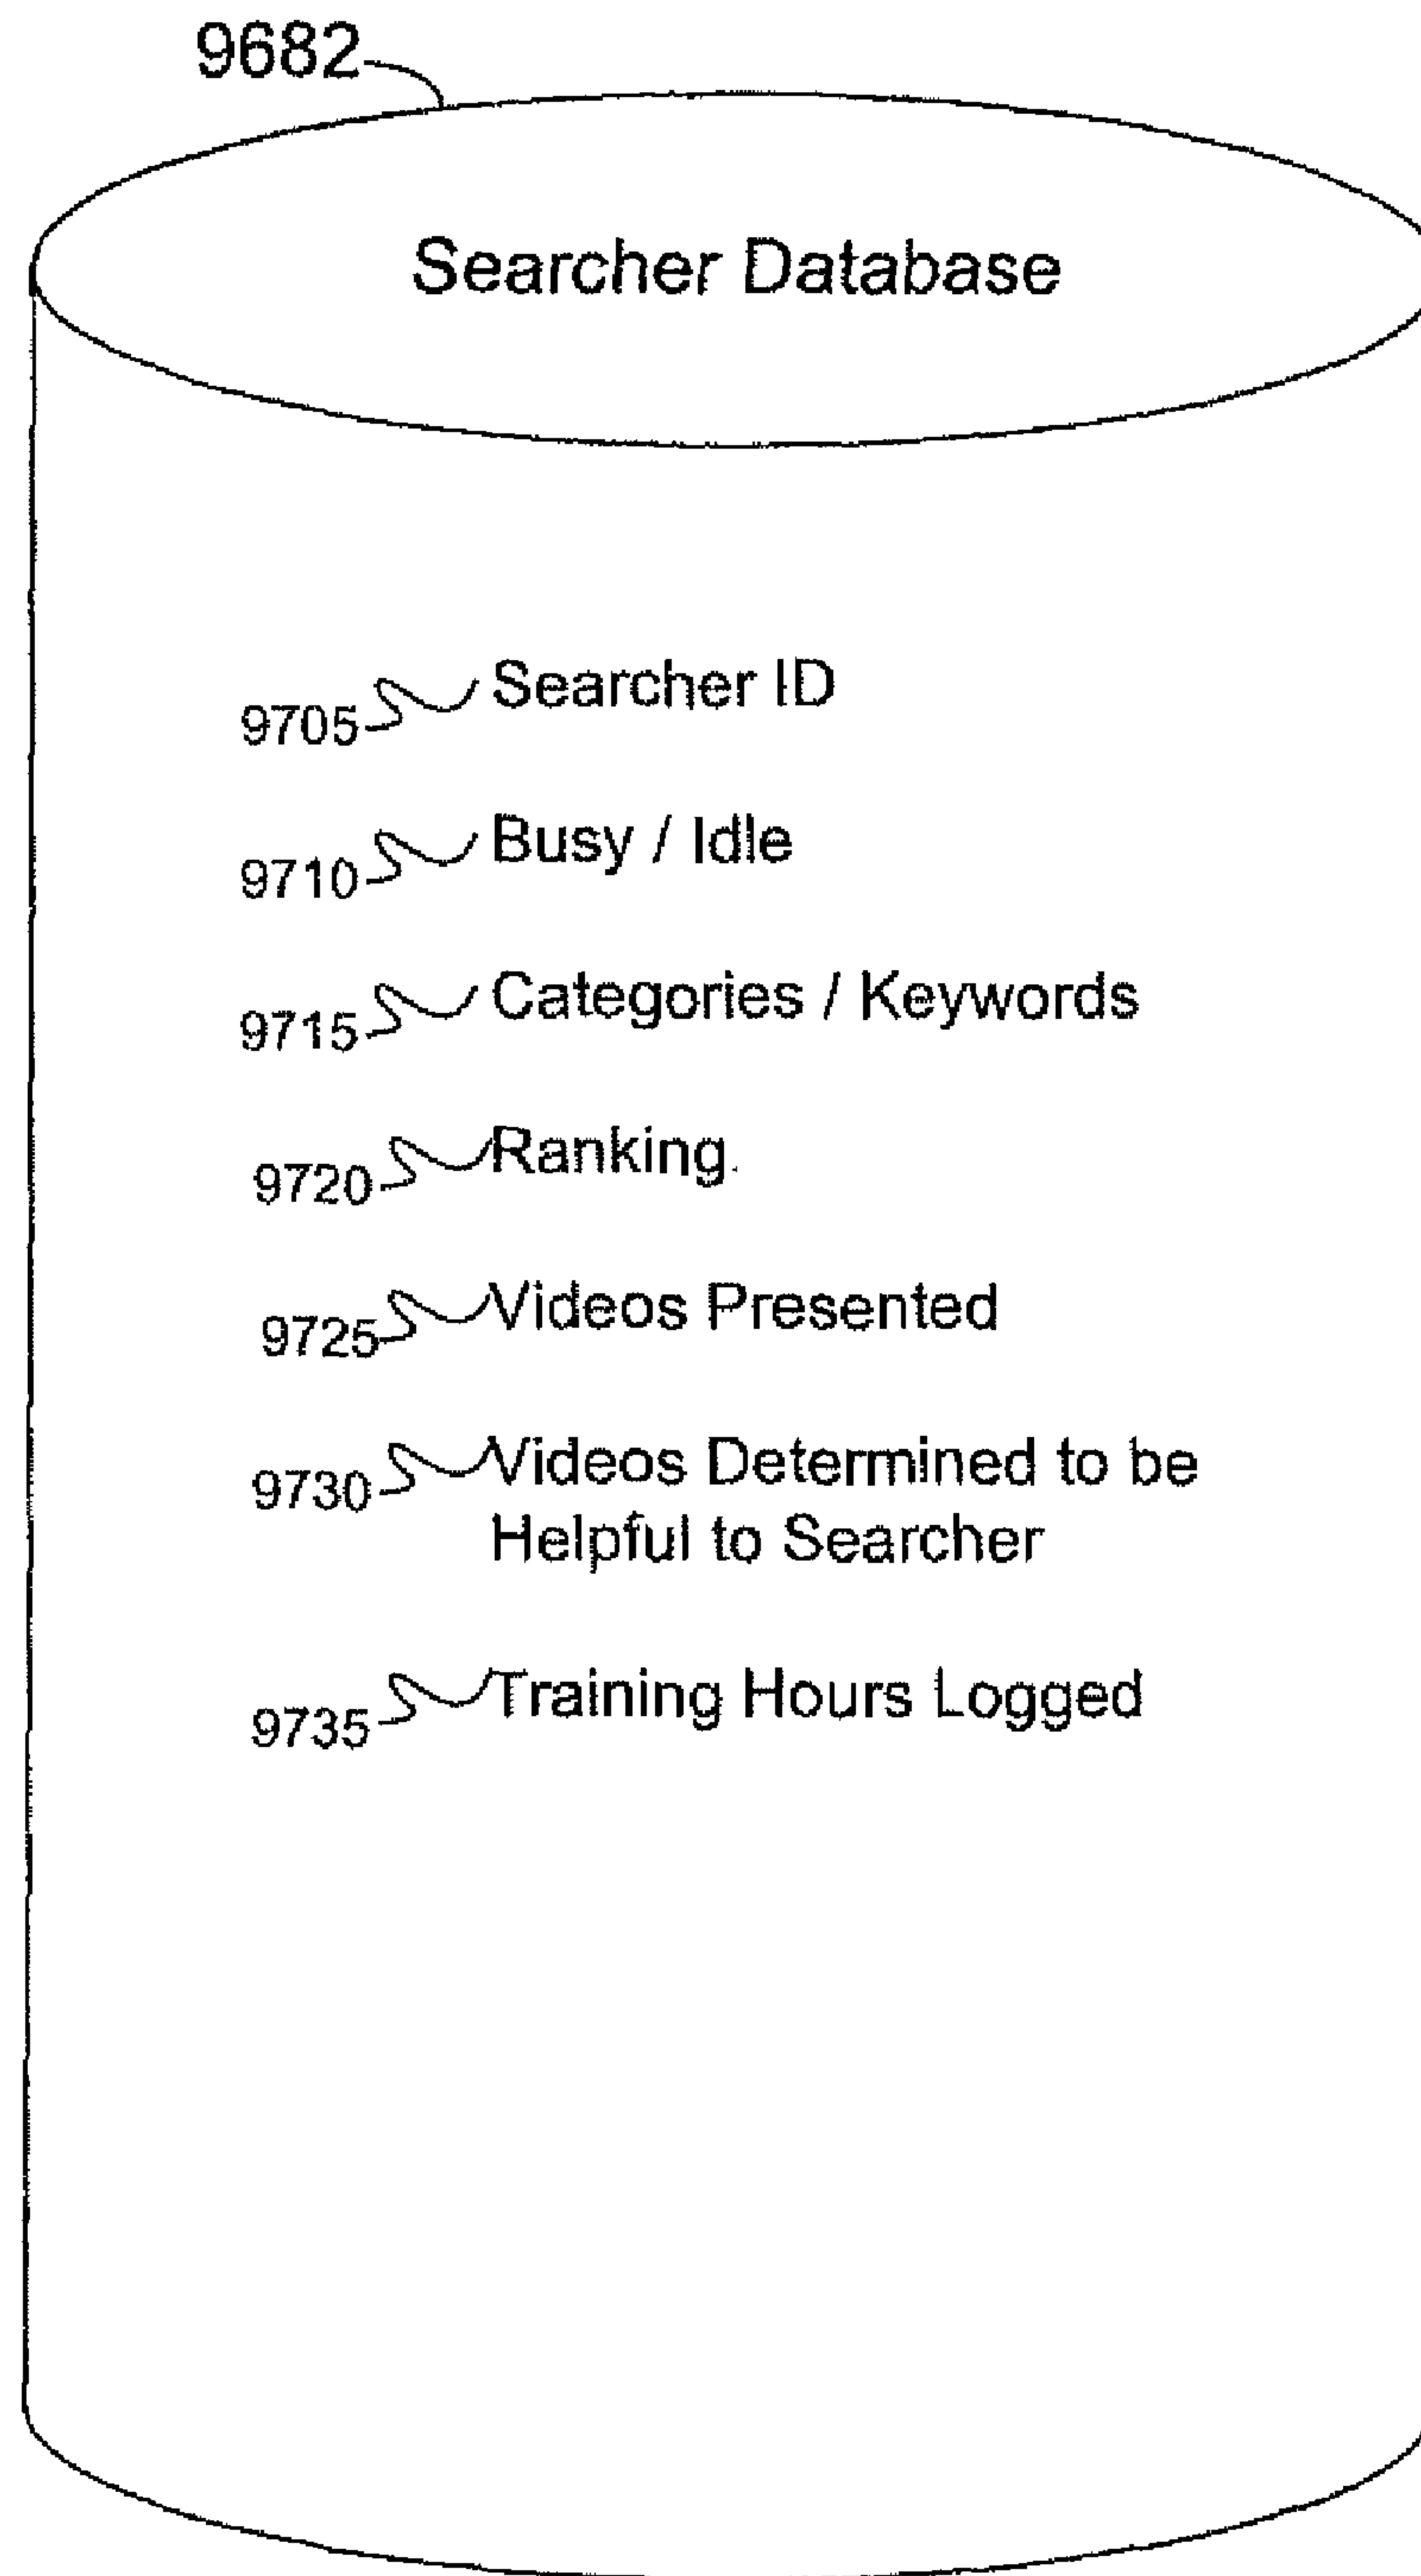 9682
Searcher Database
9705 Searcher ID
9710 Busy / Idle
9715 Categories / Keywords
9720 Ranking
9725 Videos Presented
9730 Videos Determined to be
Helpful to Searcher
9735 Training Hours Logged